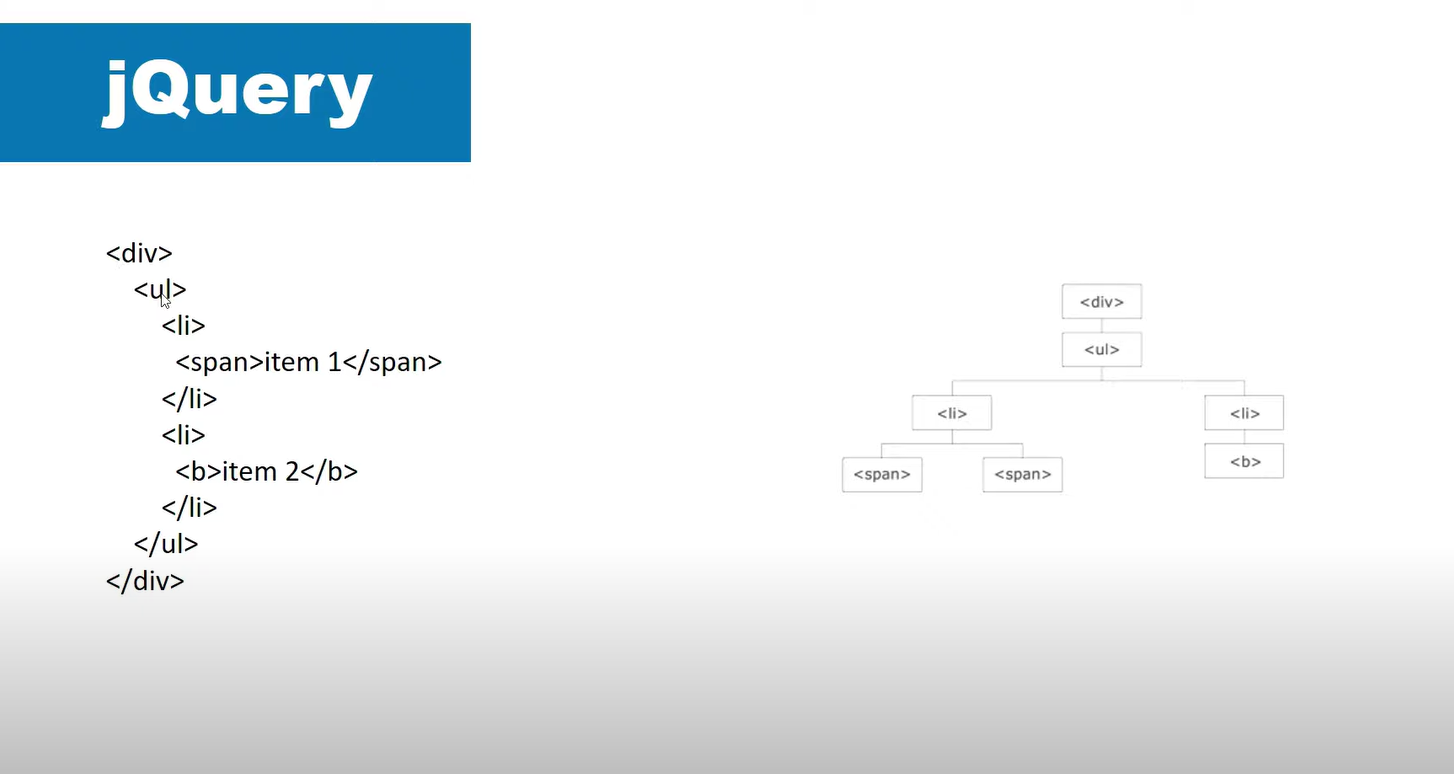 jQuery
<div>
<ul>
<li>
<span>item 1</span>
</li>
<li>
<b>item 2</b>
</li>
</ul>
</div>
<div>
<ul>
<li> <li>
<span> <span> <b>